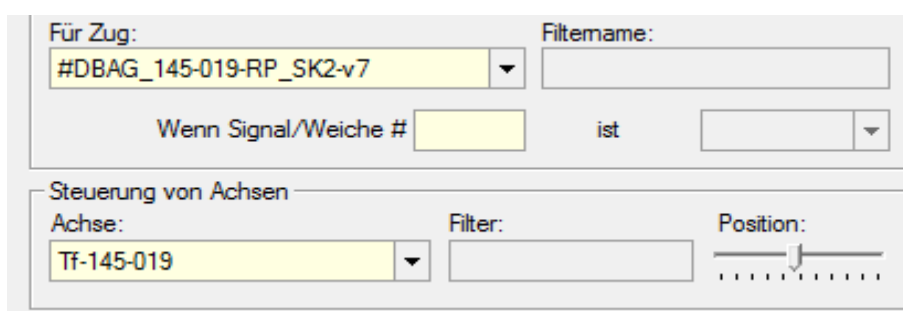 Für Zug:
Filtername:
#DBAG_145-019-RP_SK2-v7
Wenn Signal/Weiche #
ist
Steuerung von Achsen
Achse:
Filter:
Position:
Tf-145-019